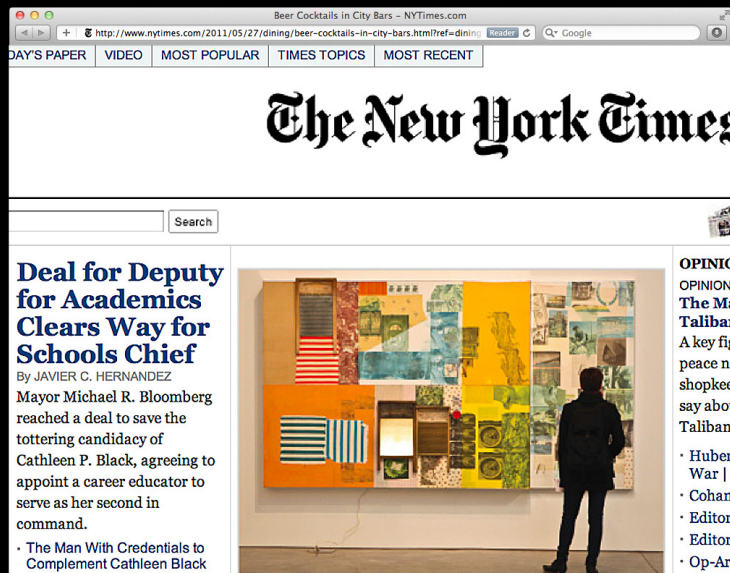 Beer Cocktails in City Bars – NYTimes.com
http://www.nytimes.com/2011/05/27/dining/beer-cocktails-in-city-bars.html?ref=dining Reader Google
DAY'S PAPER VIDEO MOST POPULAR TIMES TOPICS MOST RECENT
The New York Times
Search
Deal for Deputy
for Academics
Clears Way for
Schools Chief
By JAVIER C. HERNANDEZ
Mayor Michael R. Bloomberg
reached a deal to save the
tottering candidacy of
Cathleen P. Black, agreeing to
appoint a career educator to
serve as her second in
command.
The Man With Credentials to
Complement Cathleen Black
OPINIO
OPINION
The Ma
Taliba
A key fig
peace n
shopkee
say abo
Taliban
Huber
War |
Cohan
Editor
Editor
Op-Ar